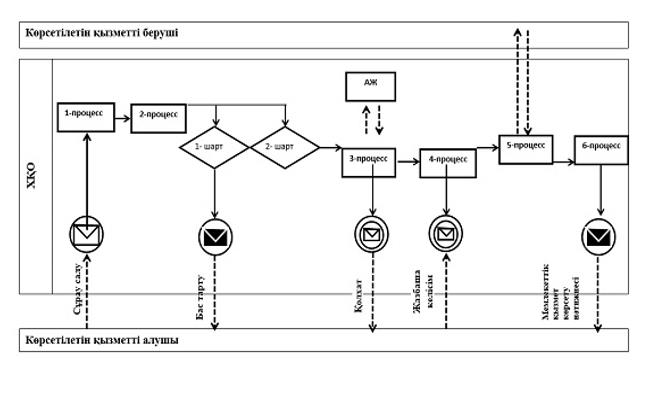 Көрсетілетін қызметті беруші
ХҚО
АЖ
1-процесс
2-процесс
1- шарт
2- шарт
3-процесс
4-процесс
5-процесс
6-процесс
Сұрау салу
Бас тарту
Қолхат
Жазбаша
келісім
Мемлекеттік
қызмет
көрсету
нәтижесі
Көрсетілетін қызметті алушы